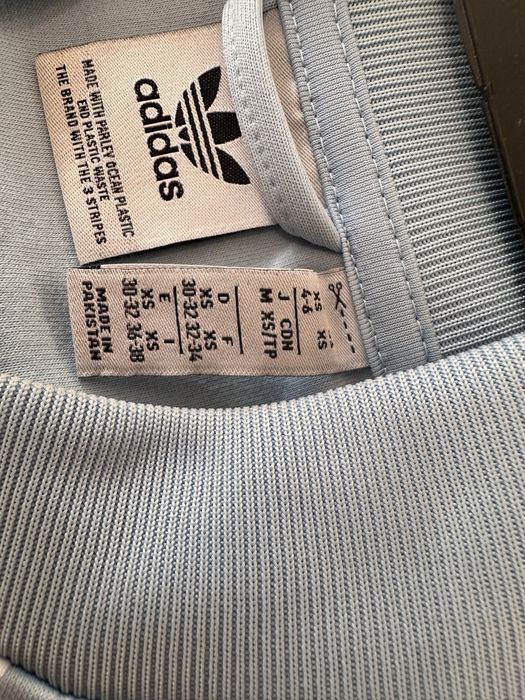 adidas
MADE WITH PARLEY OCEAN PLASTIC
END PLASTIC WASTE
THE BRAND WITH THE 3 STRIPES
XS XS
4-6
J CDN
M XS/TP
D F
XS XS
30-32 32-34
E I
XS XS
30-32 36-38
MADE IN
PAKISTAN